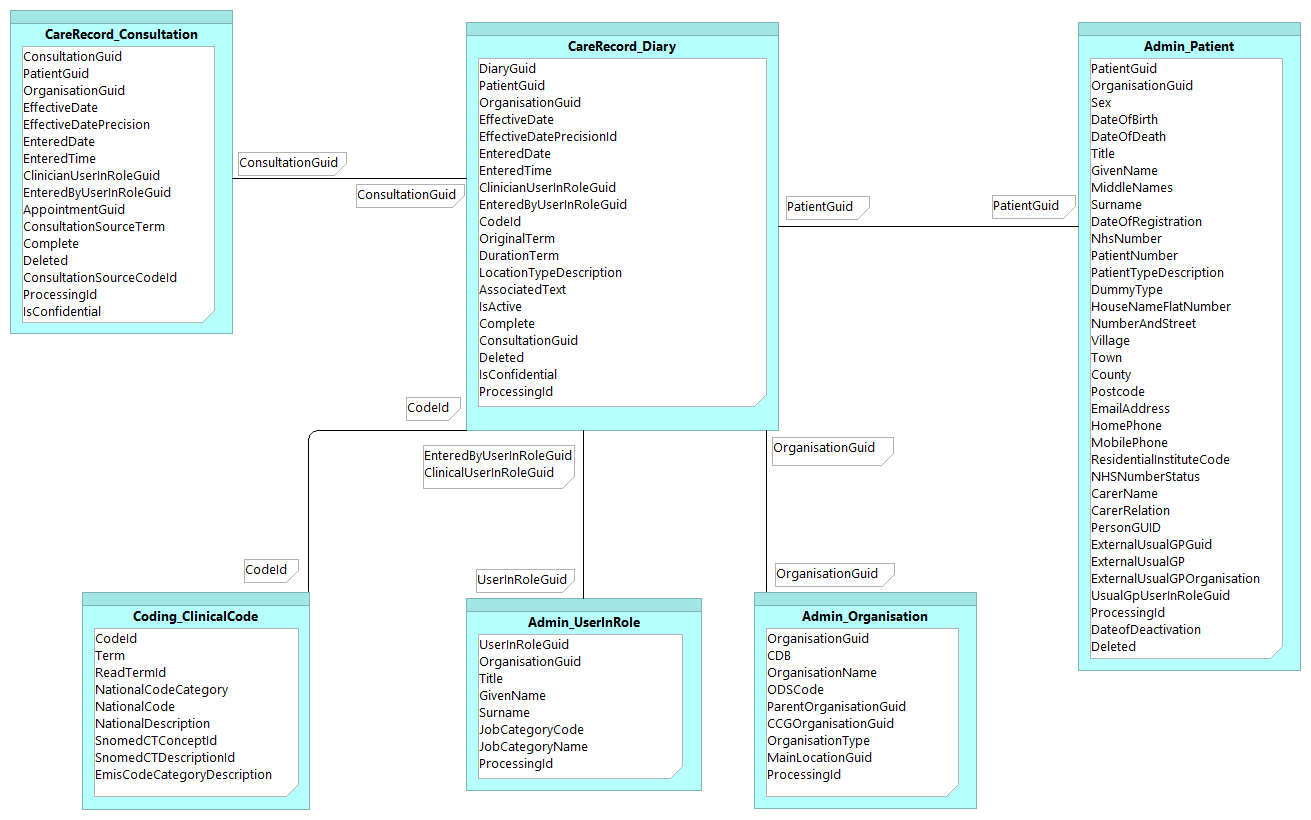 CareRecord_Consultation
ConsultationGuid
PatientGuid
OrganisationGuid
EffectiveDate
EffectiveDatePrecision
EnteredDate
EnteredTime
ClinicianUserInRoleGuid
EnteredByUserInRoleGuid
AppointmentGuid
ConsultationSourceTerm
Complete
Deleted
ConsultationSourceCodeId
ProcessingId
IsConfidential
ConsultationGuid
ConsultationGuid
CareRecord_Diary
DiaryGuid
PatientGuid
OrganisationGuid
EffectiveDate
EffectiveDatePrecisionId
EnteredDate
EnteredTime
ClinicianUserInRoleGuid
EnteredByUserInRoleGuid
CodeId
OriginalTerm
DurationTerm
LocationTypeDescription
AssociatedText
IsActive
Complete
ConsultationGuid
Deleted
IsConfidential
ProcessingId
PatientGuid
PatientGuid
Admin_Patient
PatientGuid
OrganisationGuid
Sex
DateOfBirth
DateOfDeath
Title
GivenName
MiddleNames
Surname
DateOfRegistration
NhsNumber
PatientNumber
PatientTypeDescription
DummyType
HouseNameFlatNumber
NumberAndStreet
Village
Town
County
Postcode
EmailAddress
HomePhone
MobilePhone
ResidentialInstituteCode
NHSNumberStatus
CarerName
CarerRelation
PersonGUID
ExternalUsualGPGuid
ExternalUsualGP
ExternalUsualGPOrganisation
UsualGpUserInRoleGuid
ProcessingId
DateofDeactivation
Deleted
CodeId
EnteredByUserInRoleGuid
ClinicalUserInRoleGuid
OrganisationGuid
CodeId
UserInRoleGuid
OrganisationGuid
Coding_ClinicalCode
CodeId
Term
ReadTermId
NationalCodeCategory
NationalCode
NationalDescription
SnomedCTConceptId
SnomedCTDescriptionId
EmisCodeCategoryDescription
Admin_UserInRole
UserInRoleGuid
OrganisationGuid
Title
GivenName
Surname
JobCategoryCode
JobCategoryName
ProcessingId
Admin_Organisation
OrganisationGuid
CDB
OrganisationName
ODSCode
ParentOrganisationGuid
CCGOrganisationGuid
OrganisationType
MainLocationGuid
ProcessingId